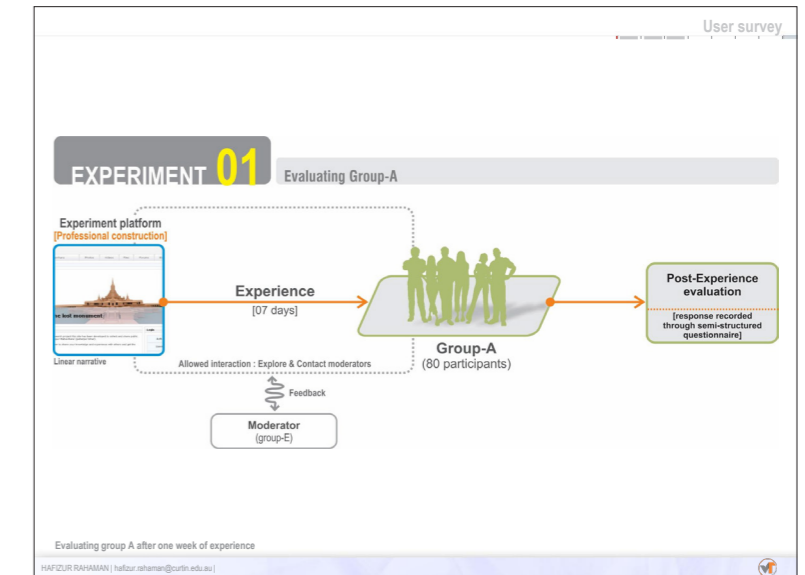 User survey
EXPERIMENT 01
Evaluating Group-A
Experiment platform
[Professional construction]
lost monument
Linear narrative
Experience
[07 days]
Allowed interaction : Explore & Contact moderators
Feedback
Moderator
(group-E)
Group-A
(80 participants)
Post-Experience
evaluation
[response recorded
through semi-structured
questionnaire]
Evaluating group A after one week of experience
HAFIZUR RAHAMAN | hafizur.rahaman@curtin.edu.au |